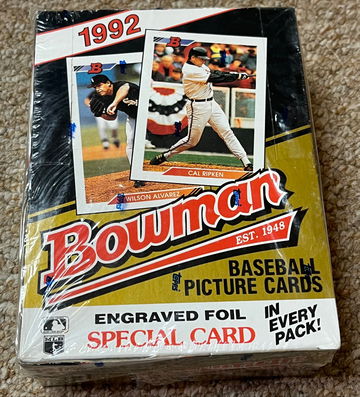 1992
B
B
WILSON ALVAREZ
CAL RIPKEN
Bowman
EST. 1948
BASEBALL
PICTURE CARDS
ENGRAVED FOIL
SPECIAL CARD
IN
EVERY
PACK!